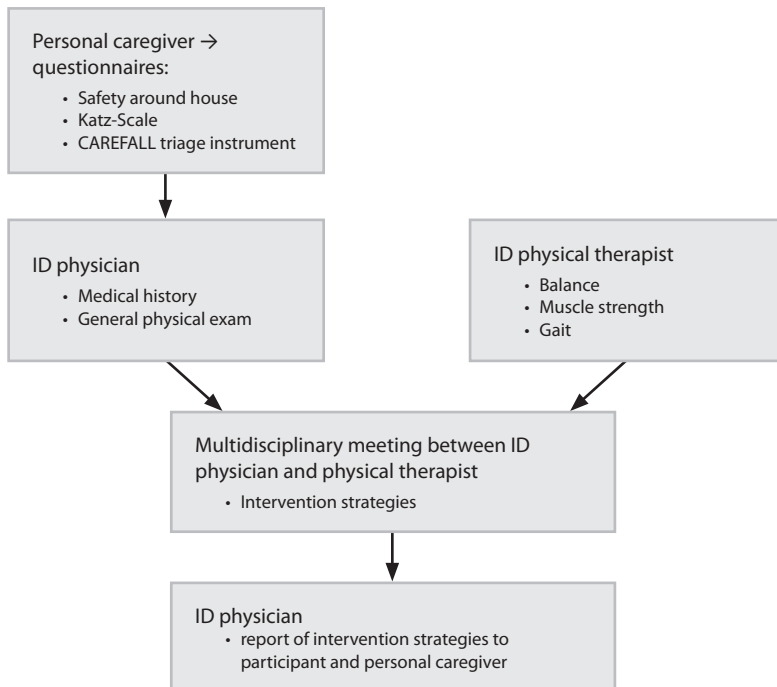 Personal caregiver →
questionnaires:
• Safety around house
• Katz-Scale
• CAREFALL triage instrument
ID physician
• Medical history
• General physical exam
ID physical therapist
• Balance
• Muscle strength
• Gait
Multidisciplinary meeting between ID
physician and physical therapist
• Intervention strategies
ID physician
• report of intervention strategies to
participant and personal caregiver